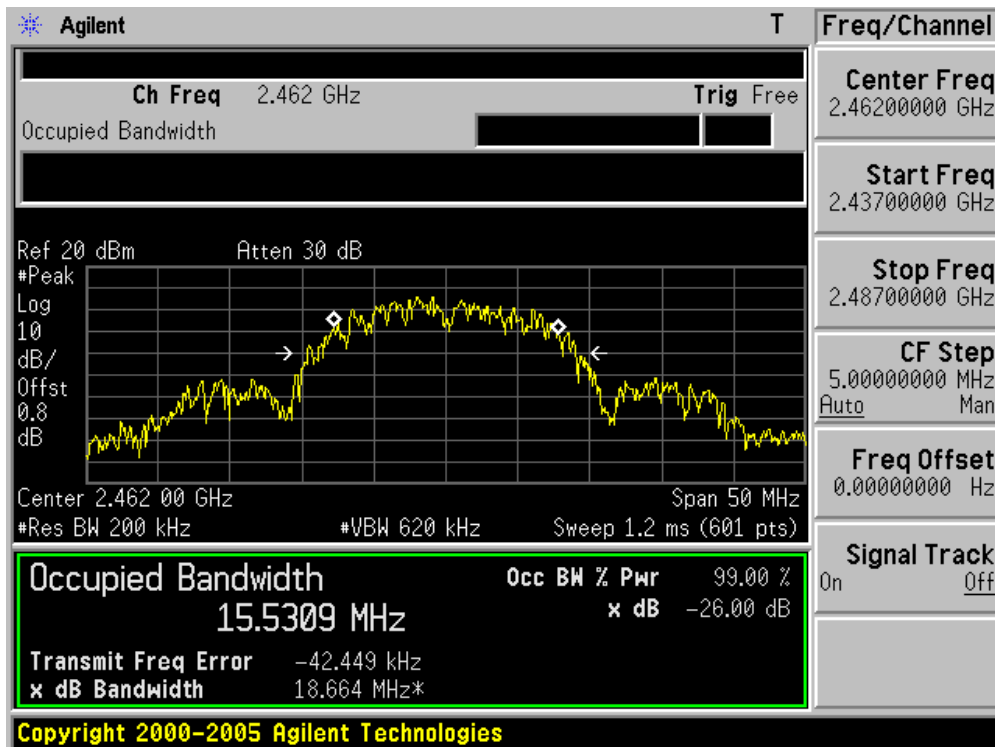 Agilent T
Ch Freq 2.462 GHz Trig Free
Occupied Bandwidth
Ref 20 dBm Atten 30 dB
#Peak
Log
10
dB/
Offst
0.8
dB
Center 2.462 00 GHz Span 50 MHz
#Res BW 200 kHz #VBW 620 kHz Sweep 1.2 ms (601 pts)
Occupied Bandwidth Occ BW % Pwr 99.00 %
15.5309 MHz x dB -26.00 dB
Transmit Freq Error -42.449 kHz
x dB Bandwidth 18.664 MHz*
Copyright 2000-2005 Agilent Technologies
Freq/Channel
Center Freq
2.46200000 GHz
Start Freq
2.43700000 GHz
Stop Freq
2.48700000 GHz
CF Step
5.00000000 MHz
Auto Man
Freq Offset
0.00000000 Hz
Signal Track
On Off